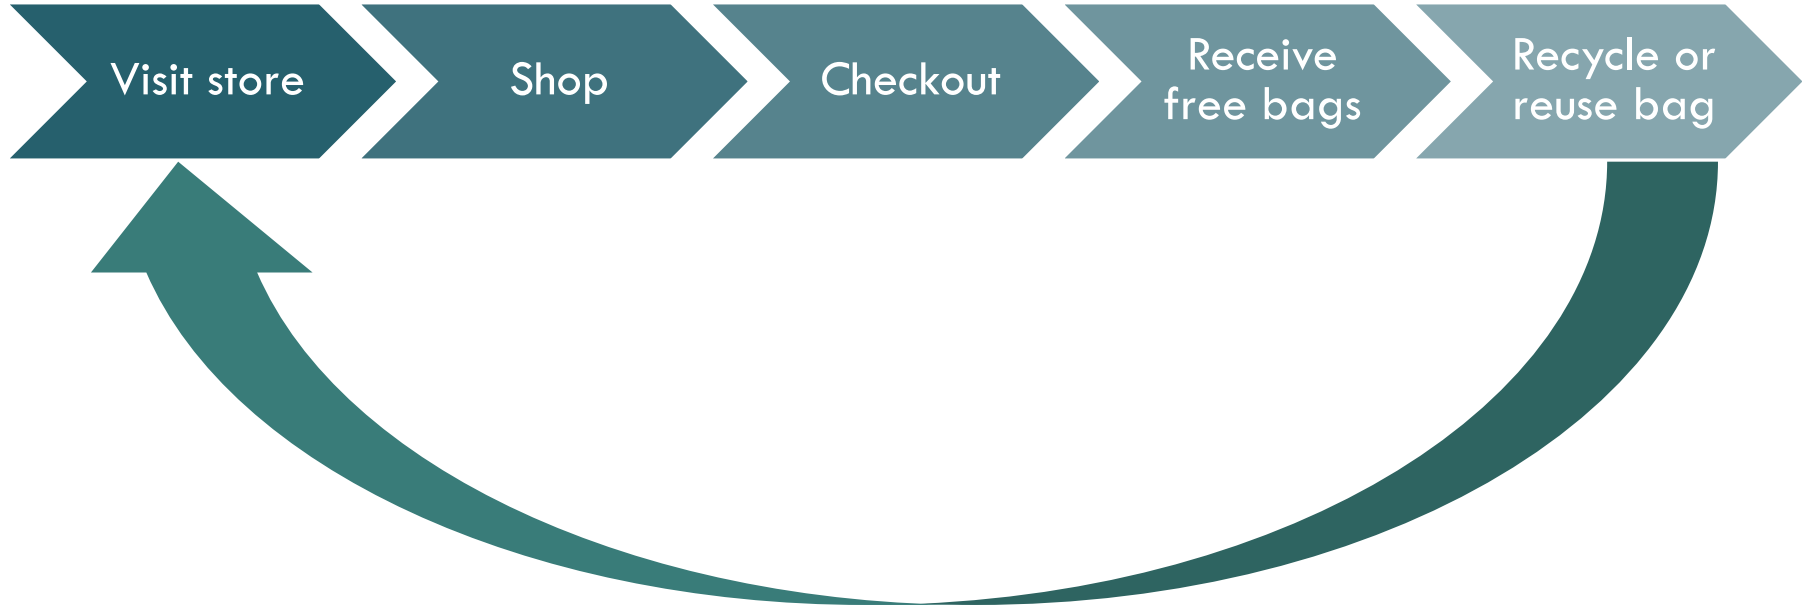 Visit store
Shop
Checkout
Receive
free bags
Recycle or
reuse bag